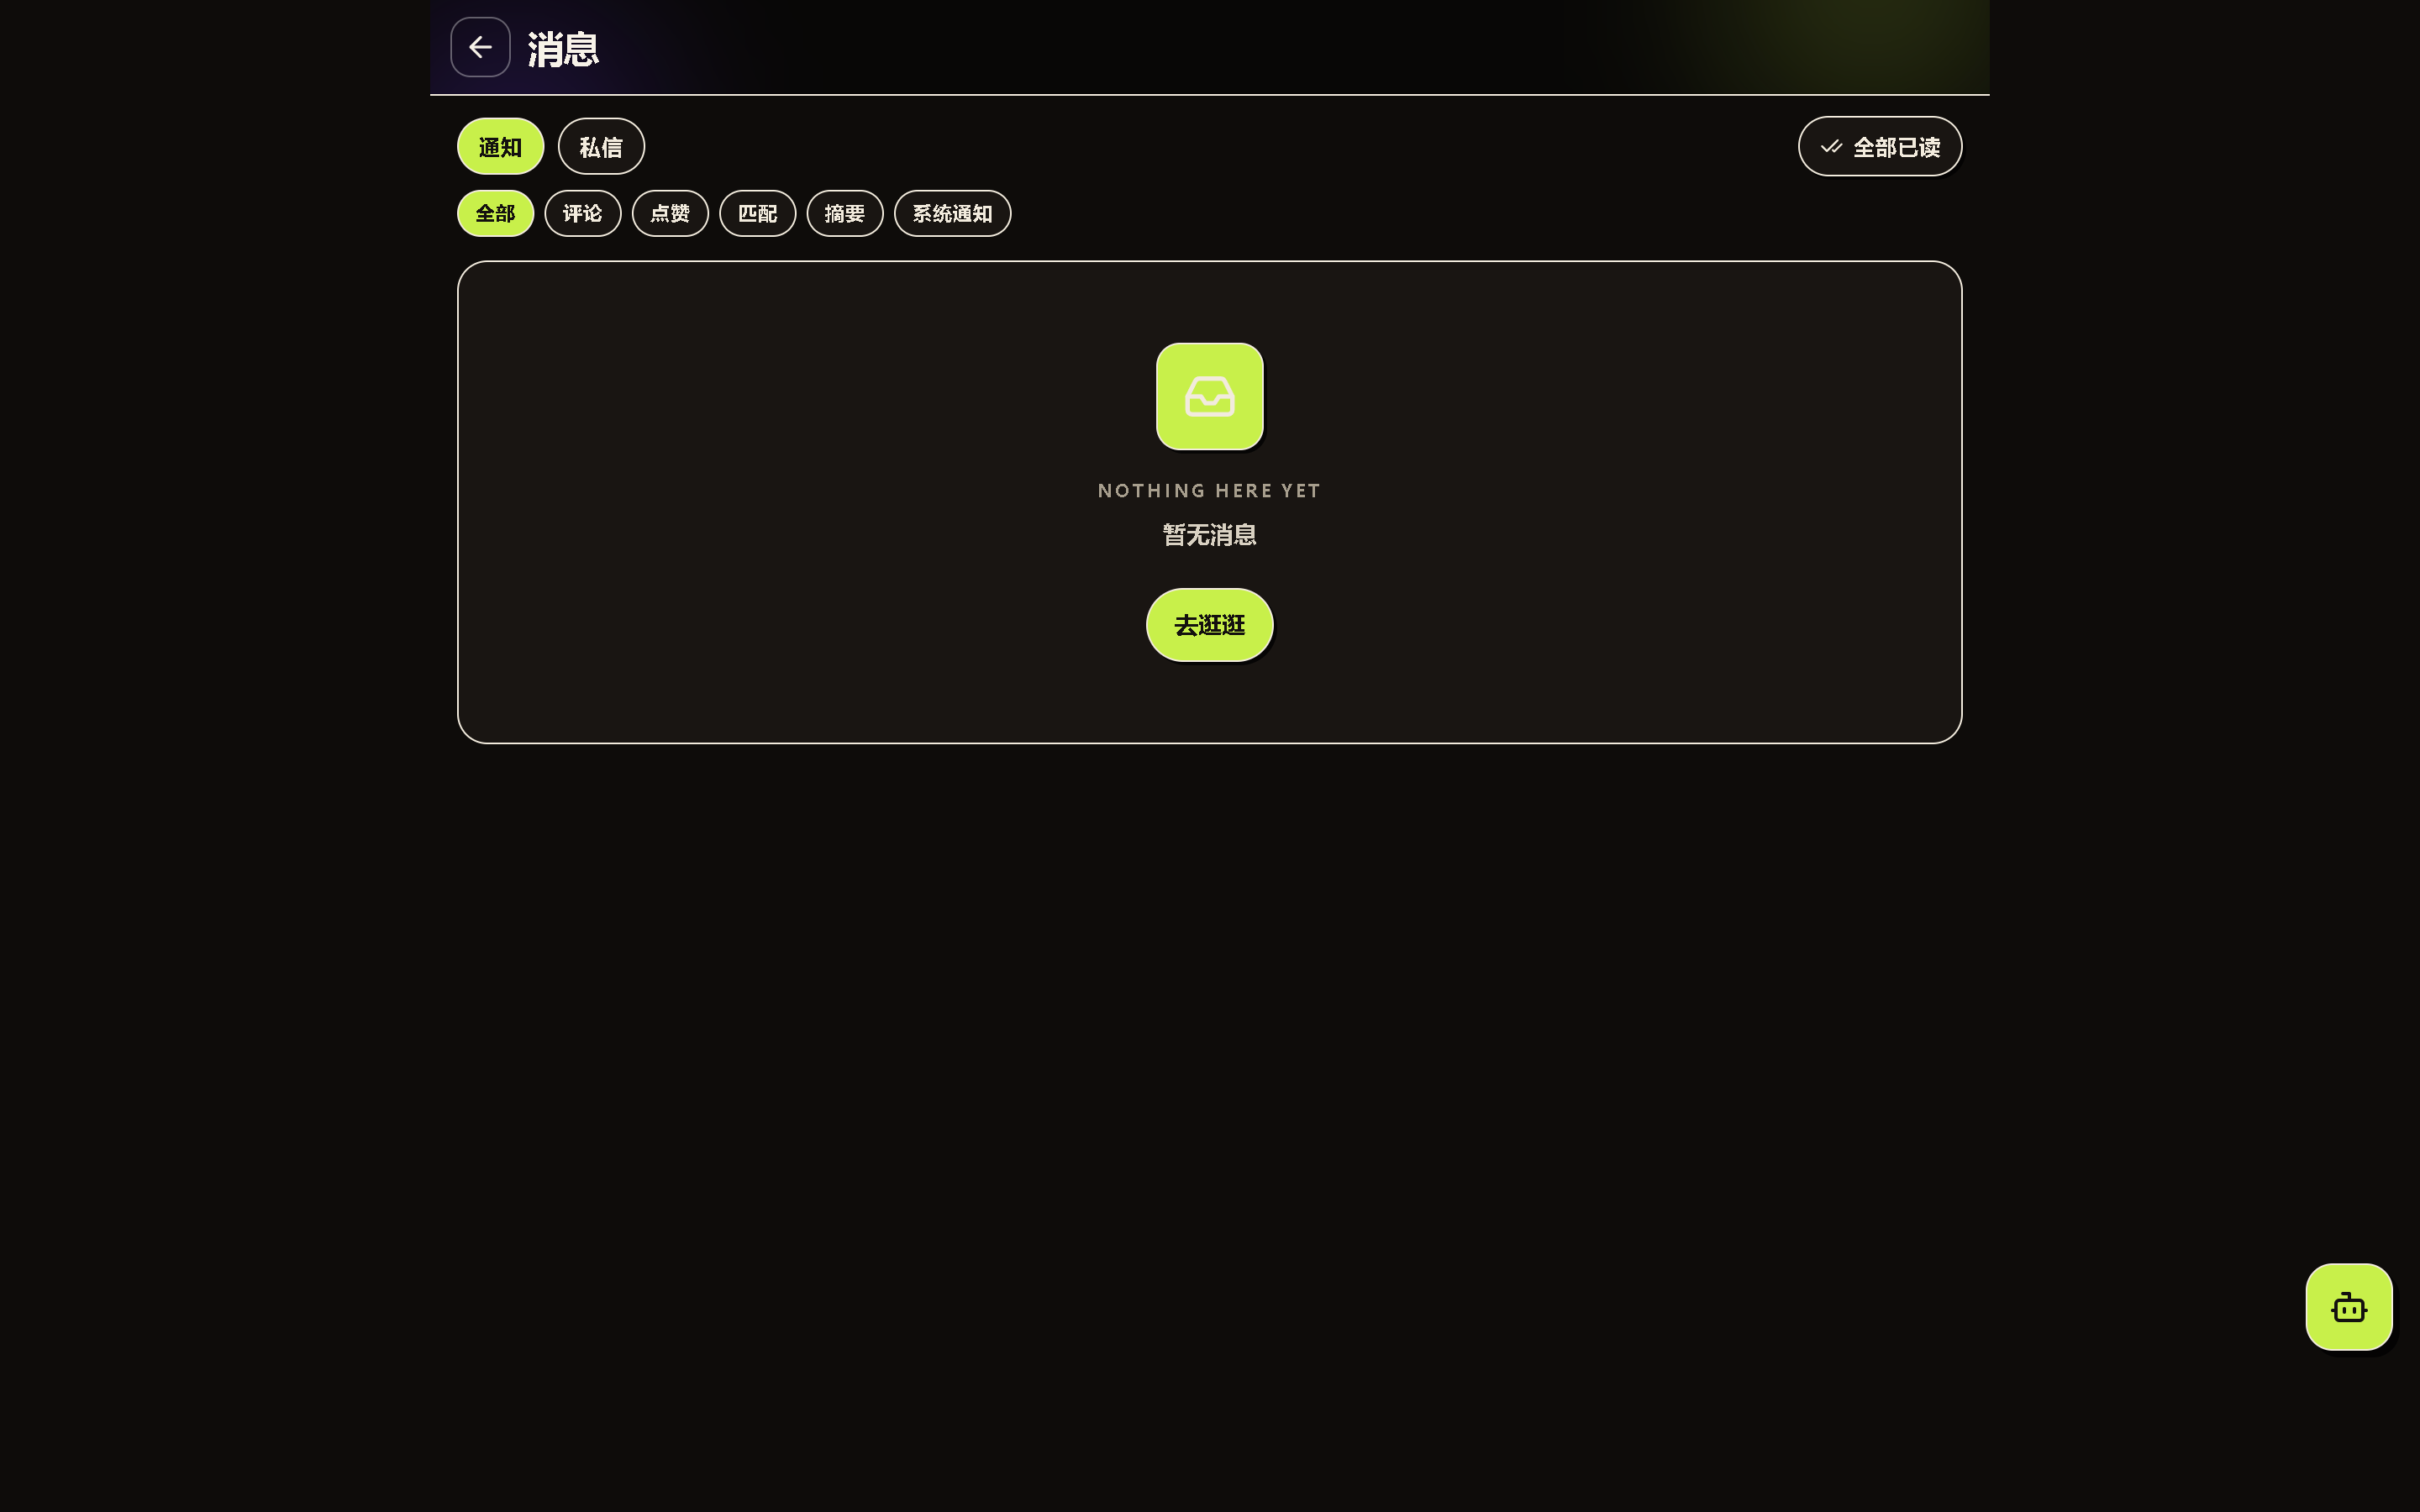 消息
通知 私信 全部已读
全部 评论 点赞 匹配 摘要 系统通知
NOTHING HERE YET
暂无消息
去逛逛